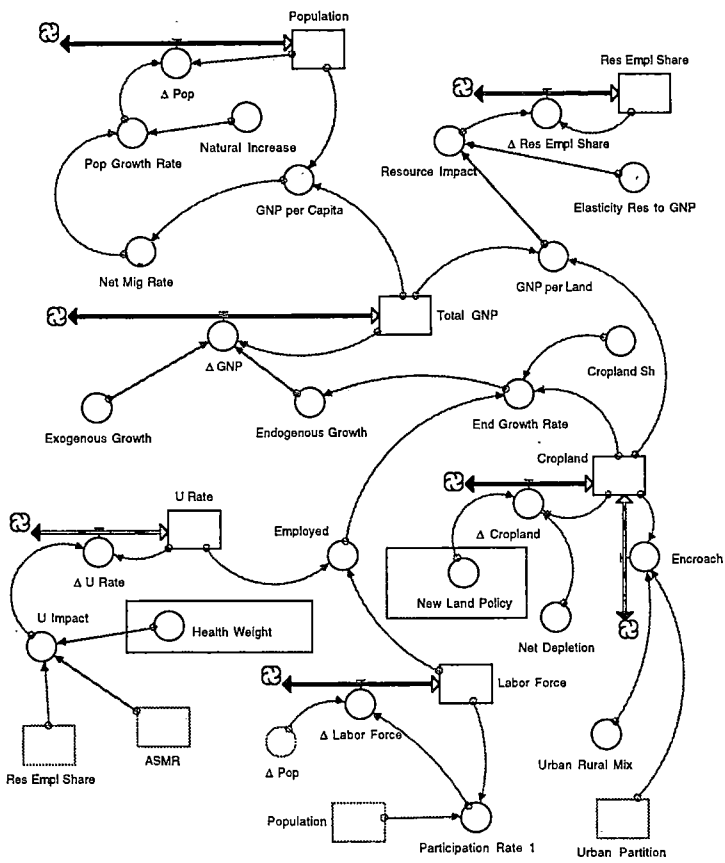 Population
Res Empl Share
Δ Pop
Natural Increase
Pop Growth Rate
Δ Res Empl Share
Resource Impact
Elasticity Res to GNP
GNP per Capita
Net Mig Rate
GNP per Land
Total GNP
Δ GNP
Cropland Sh
Exogenous Growth
Endogenous Growth
End Growth Rate
Cropland
U Rate
Employed
Δ Cropland
Encroach
Δ U Rate
New Land Policy
U Impact
Health Weight
Net Depletion
Labor Force
Δ Labor Force
ASMR
Res Empl Share
Δ Pop
Urban Rural Mix
Population
Participation Rate 1
Urban Partition